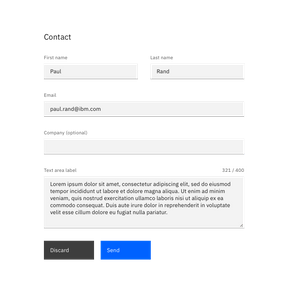 Contact
First name Last name
Paul Rand
Email
paul.rand@ibm.com
Company (optional)
Text area label 321 / 400
Lorem ipsum dolor sit amet, consectetur adipiscing elit, sed do eiusmod
tempor incididunt ut labore et dolore magna aliqua. Ut enim ad minim
veniam, quis nostrud exercitation ullamco laboris nisi ut aliquip ex ea
commodo consequat. Duis aute irure dolor in reprehenderit in voluptate
velit esse cillum dolore eu fugiat nulla pariatur.
Discard Send